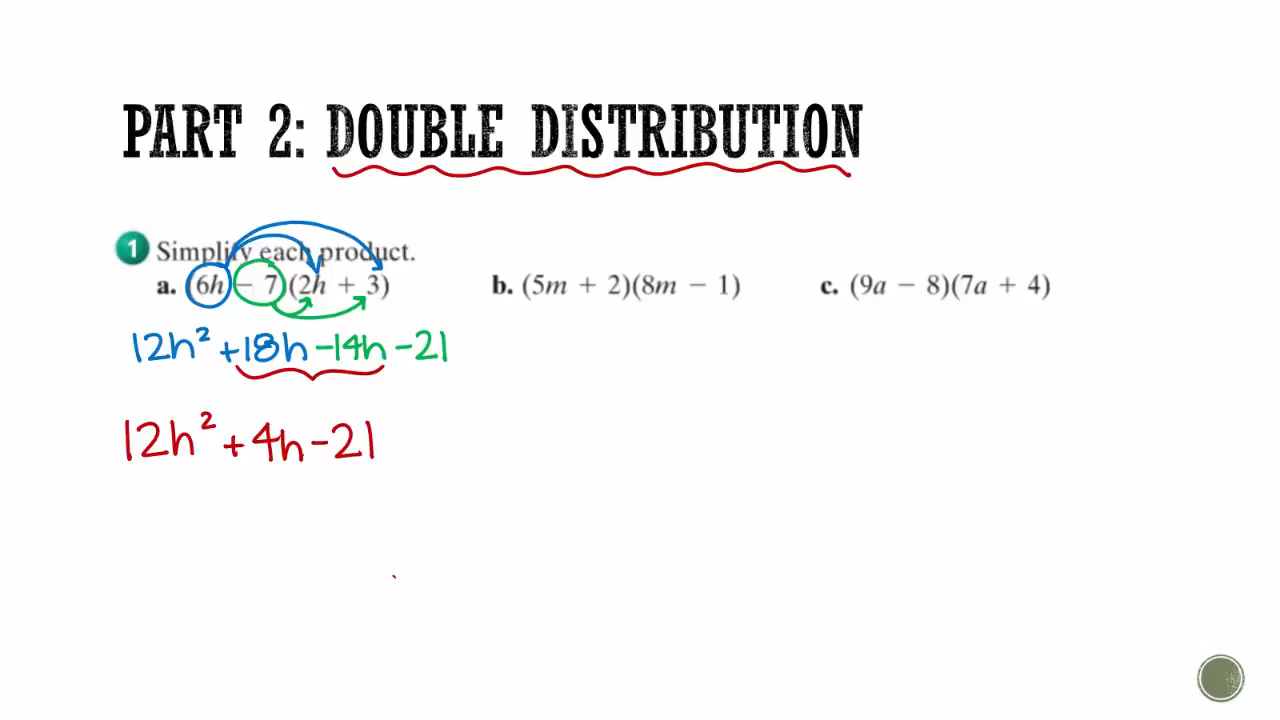 PART 2: DOUBLE DISTRIBUTION
1 Simplify each product.
a. (6h − 7)(2h + 3) b. (5m + 2)(8m − 1) c. (9a − 8)(7a + 4)
12h² +18h -14h -21
12h² + 4h - 21